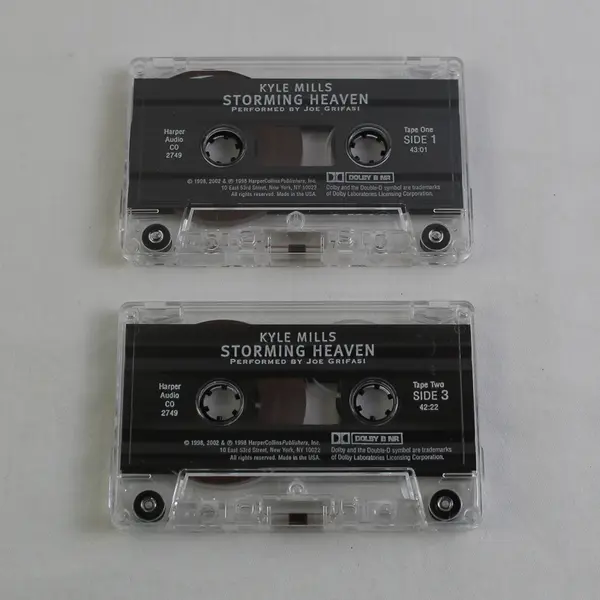 KYLE MILLS
STORMING HEAVEN
PERFORMED BY JOE GRIFASI
Harper
Audio
CO
2749
Tape One
SIDE 1
43:01
© 1998, 2002 & ℗ 1998 HarperCollinsPublishers, Inc.
10 East 53rd Street, New York, NY 10022
All rights reserved. Made in the USA.
DOLBY B NR
Dolby and the Double-D symbol are trademarks
of Dolby Laboratories Licensing Corporation.
KYLE MILLS
STORMING HEAVEN
PERFORMED BY JOE GRIFASI
Harper
Audio
CO
2749
Tape Two
SIDE 3
42:22
© 1998, 2002 & ℗ 1998 HarperCollinsPublishers, Inc.
10 East 53rd Street, New York, NY 10022
All rights reserved. Made in the USA.
DOLBY B NR
Dolby and the Double-D symbol are trademarks
of Dolby Laboratories Licensing Corporation.